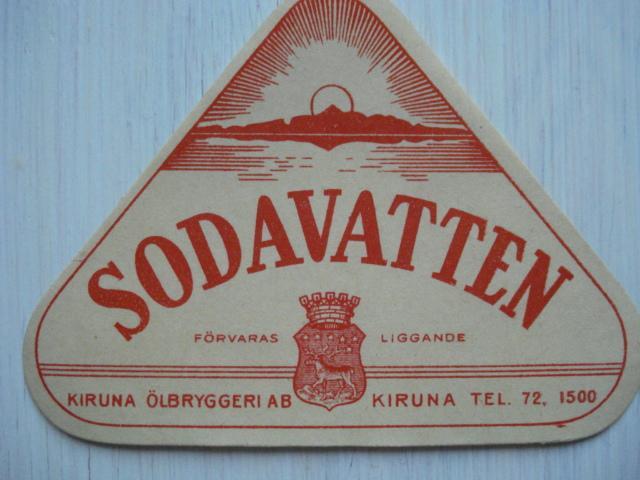 SODAVATTEN
FÖRVARAS LIGGANDE
KIRUNA ÖLBRYGGERI AB KIRUNA TEL. 72, 1500